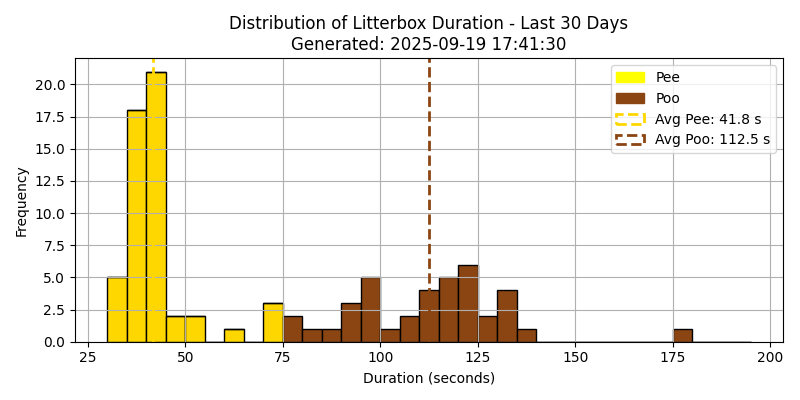 Distribution of Litterbox Duration - Last 30 Days
Generated: 2025-09-19 17:41:30
Pee
Poo
Avg Pee: 41.8 s
Avg Poo: 112.5 s
Frequency
20.0
17.5
15.0
12.5
10.0
7.5
5.0
2.5
0.0
25 50 75 100 125 150 175 200
Duration (seconds)